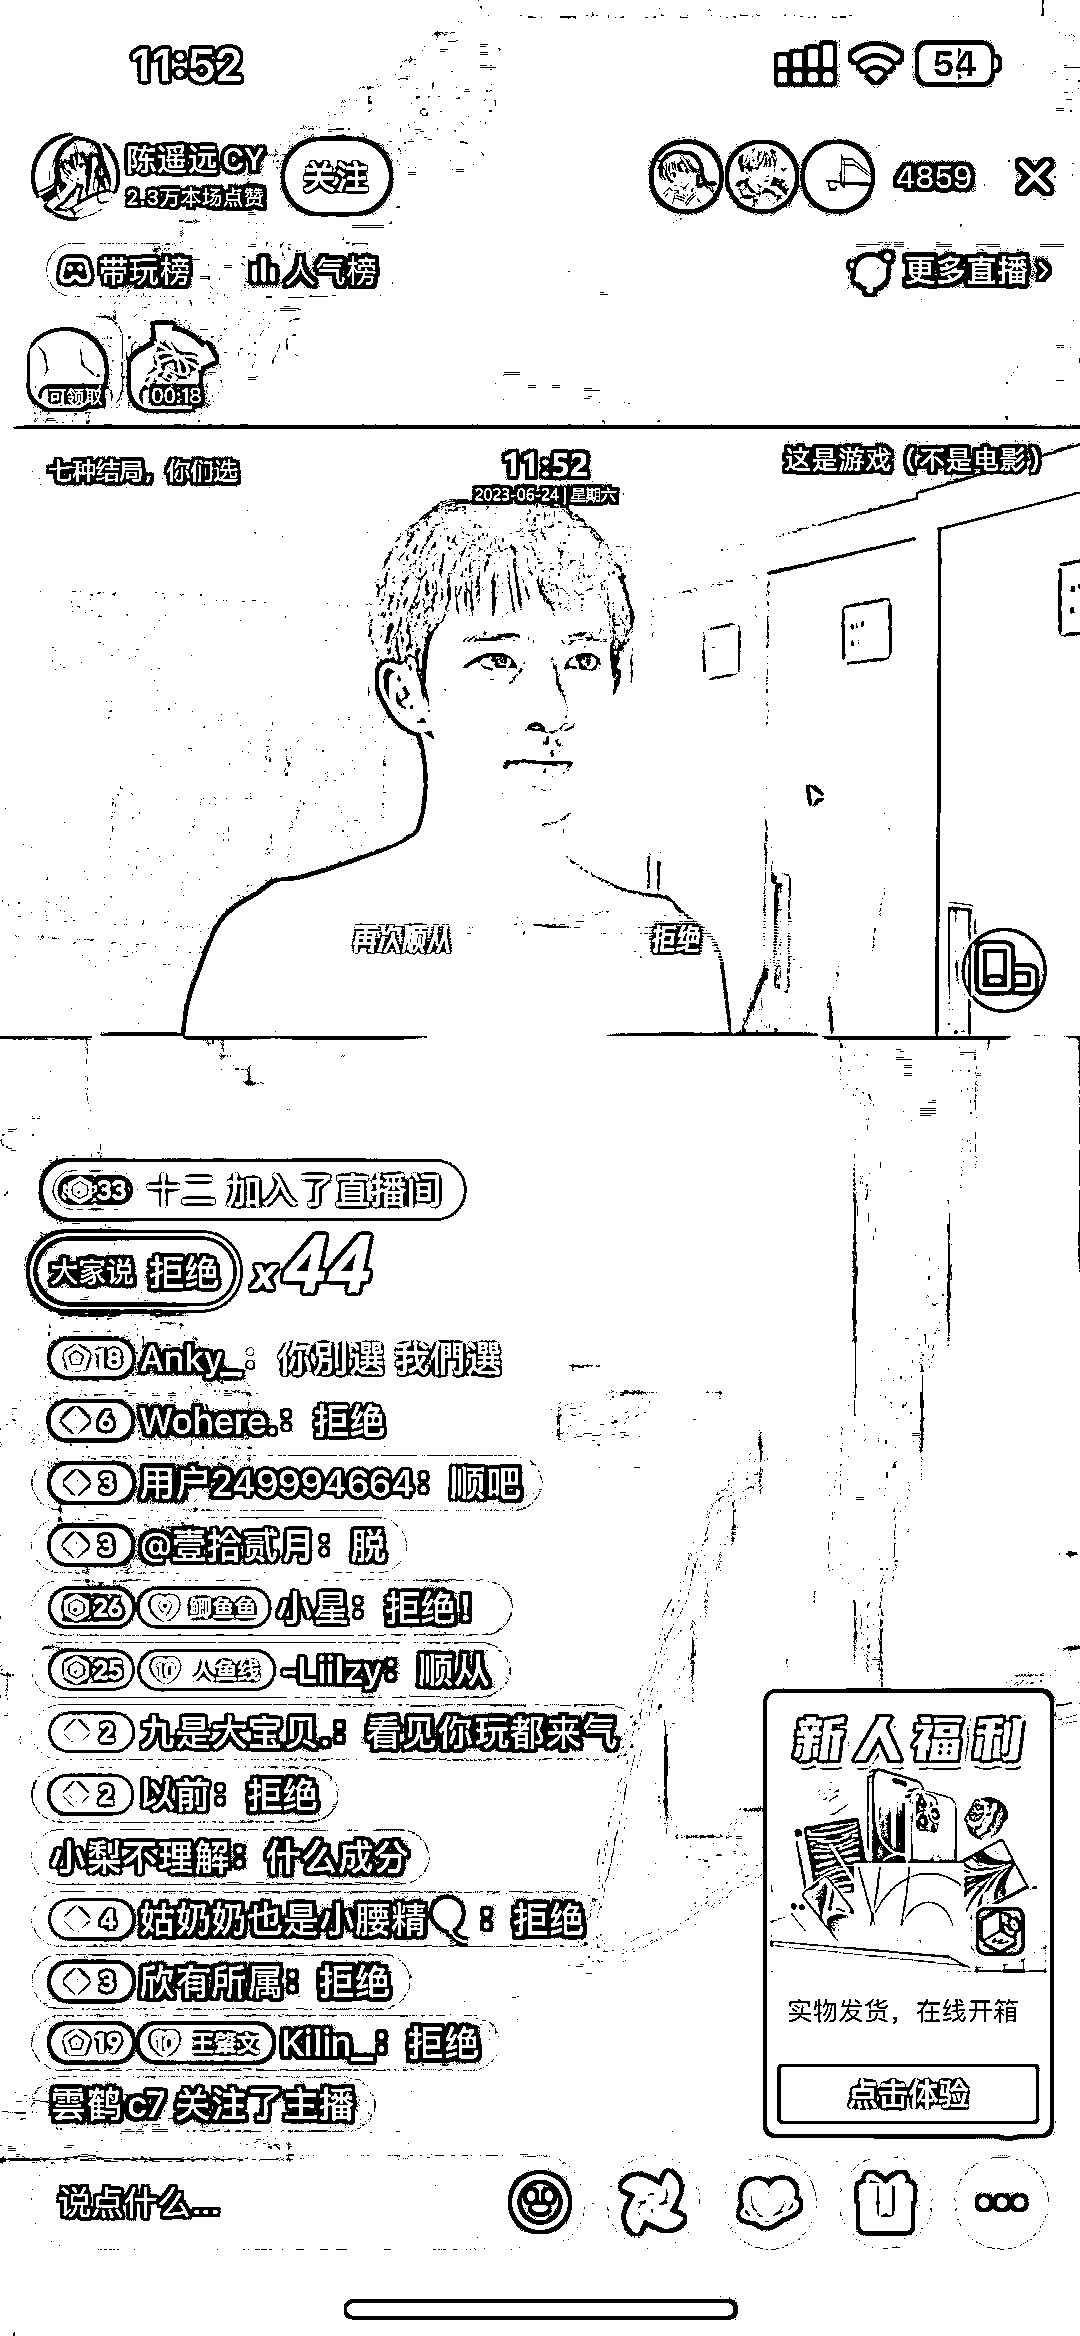 11:52
54
陈遥远CY
2.3万本场点赞
关注
4859
带玩榜
人气榜
更多直播
可领取
00:18
七种结局，你们选
11:52
2023-06-24|星期六
这是游戏（不是电影）
再次顺从
拒绝
33 十二 加入了直播间
大家说 拒绝 x44
18 Anky_： 你別選 我們選
6 Wohere.： 拒绝
3 用户249994664： 顺吧
3 @壹拾贰月： 脱
26 9 鲫鱼鱼 小星： 拒绝！
25 10 人鱼线 -Liilzy： 顺从
2 九是大宝贝.： 看见你玩都来气
2 以前： 拒绝
小梨不理解： 什么成分
4 姑奶奶也是小腰精： 拒绝
3 欣有所属： 拒绝
19 10 王肇文 Kilin_： 拒绝
雲鹤c7 关注了主播
新人福利
实物发货，在线开箱
点击体验
说点什么...